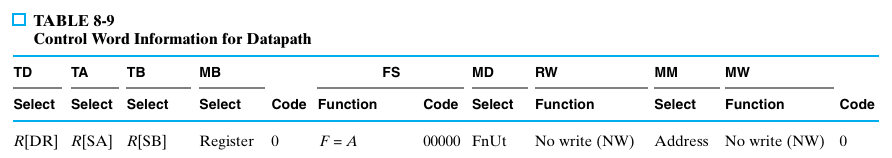 TABLE 8-9
Control Word Information for Datapath
TD TA TB MB FS MD RW MM MW
Select Select Select Select Code Function Code Select Function Select Function Code
R[DR] R[SA] R[SB] Register 0 F = A 00000 FnUt No write (NW) Address No write (NW) 0